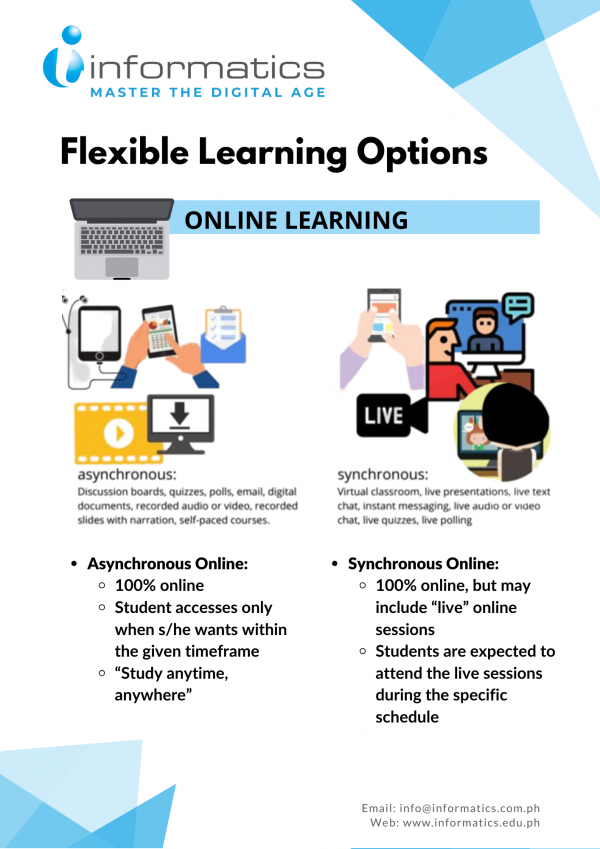 informatics
MASTER THE DIGITAL AGE
Flexible Learning Options
ONLINE LEARNING
LIVE
asynchronous:
Discussion boards, quizzes, polls, email, digital
documents, recorded audio or video, recorded
slides with narration, self-paced courses.
synchronous:
Virtual classroom, live presentations, live text
chat, instant messaging, live audio or video
chat, live quizzes, live polling
• Asynchronous Online:
○ 100% online
○ Student accesses only
when s/he wants within
the given timeframe
○ “Study anytime,
anywhere”
• Synchronous Online:
○ 100% online, but may
include “live” online
sessions
○ Students are expected to
attend the live sessions
during the specific
schedule
Email: info@informatics.com.ph
Web: www.informatics.edu.ph